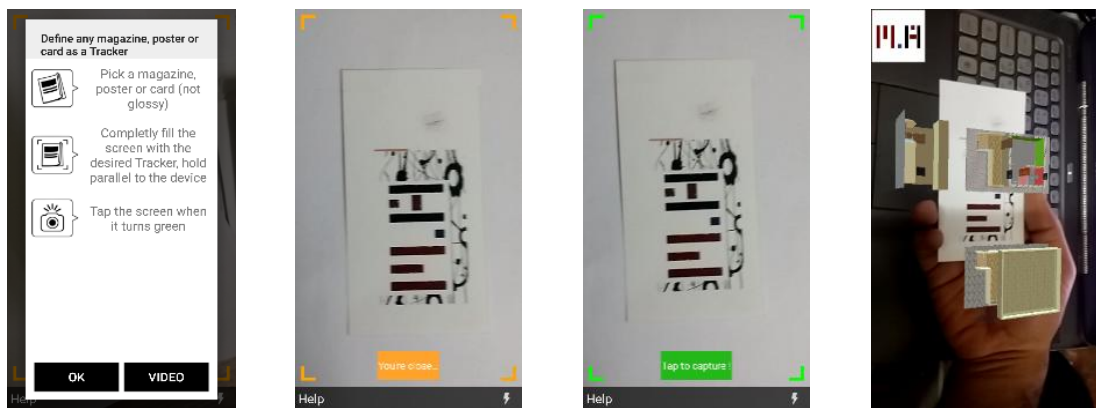 Define any magazine, poster or
card as a Tracker
Pick a magazine,
poster or card (not
glossy)
Completly fill the
screen with the
desired Tracker, hold
parallel to the device
Tap the screen when
it turns green
OK
VIDEO
Help
You're close...
Help
Tap to capture !
Help
M.A